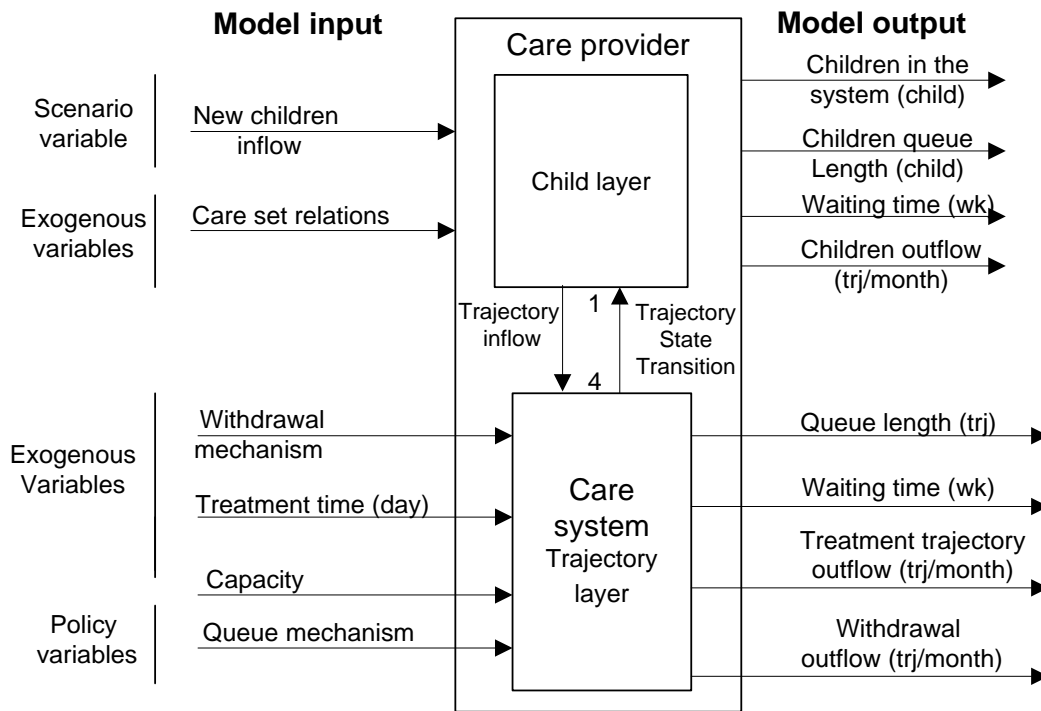 Model input
Model output
Care provider
Scenario
variable
New children
inflow
Exogenous
variables
Care set relations
Child layer
Children in the
system (child)
Children queue
Length (child)
Waiting time (wk)
Children outflow
(trj/month)
Trajectory
inflow
1
4
Trajectory
State
Transition
Exogenous
Variables
Withdrawal
mechanism
Treatment time (day)
Capacity
Policy
variables
Queue mechanism
Care
system
Trajectory
layer
Queue length (trj)
Waiting time (wk)
Treatment trajectory
outflow (trj/month)
Withdrawal
outflow (trj/month)